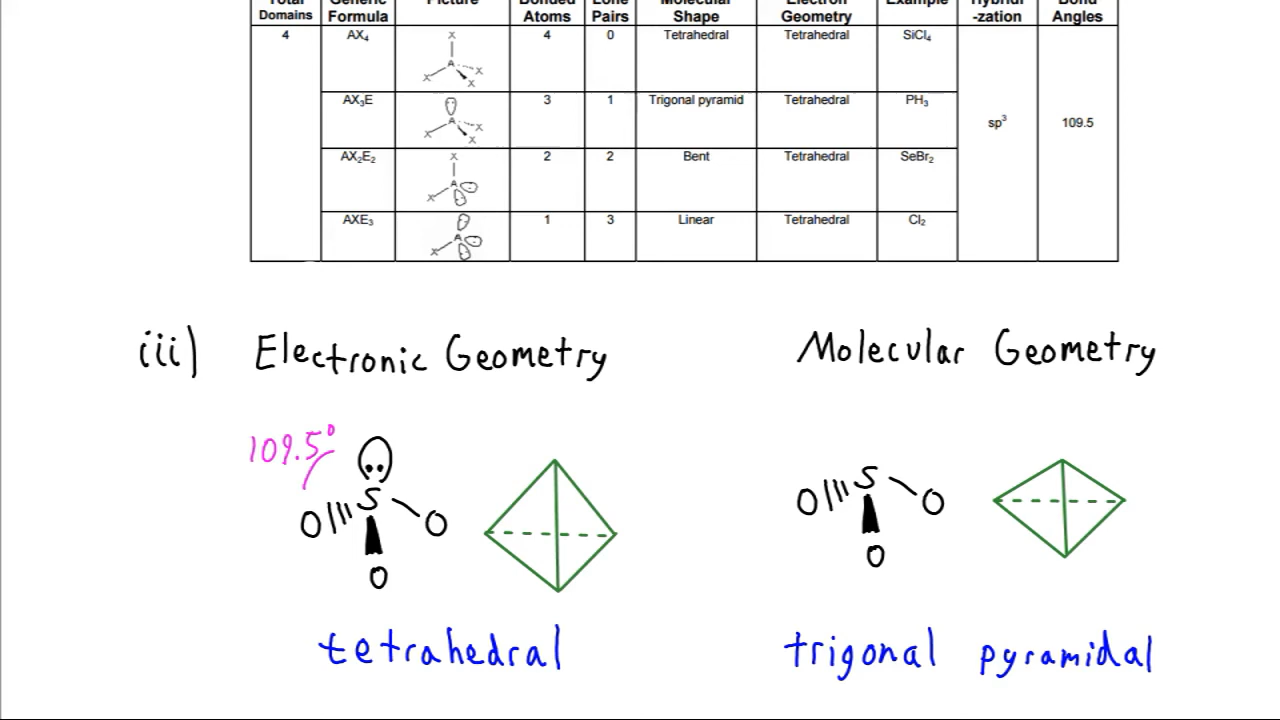 Total Generic Picture Bonded Lone Molecular Electron Example Hybridi Bond
Domains Formula Atoms Pairs Shape Geometry -zation Angles
4 AX₄ 4 0 Tetrahedral Tetrahedral SiCl₄
X
A
X X
X
AX₃E 3 1 Trigonal pyramid Tetrahedral PH₃
A
X X
X
sp³ 109.5
AX₂E₂ 2 2 Bent Tetrahedral SeBr₂
X
A
X
AXE₃ 1 3 Linear Tetrahedral Cl₂
A
X
iii) Electronic Geometry Molecular Geometry
109.5°
S
O O
O
S
O O
O
tetrahedral trigonal pyramidal